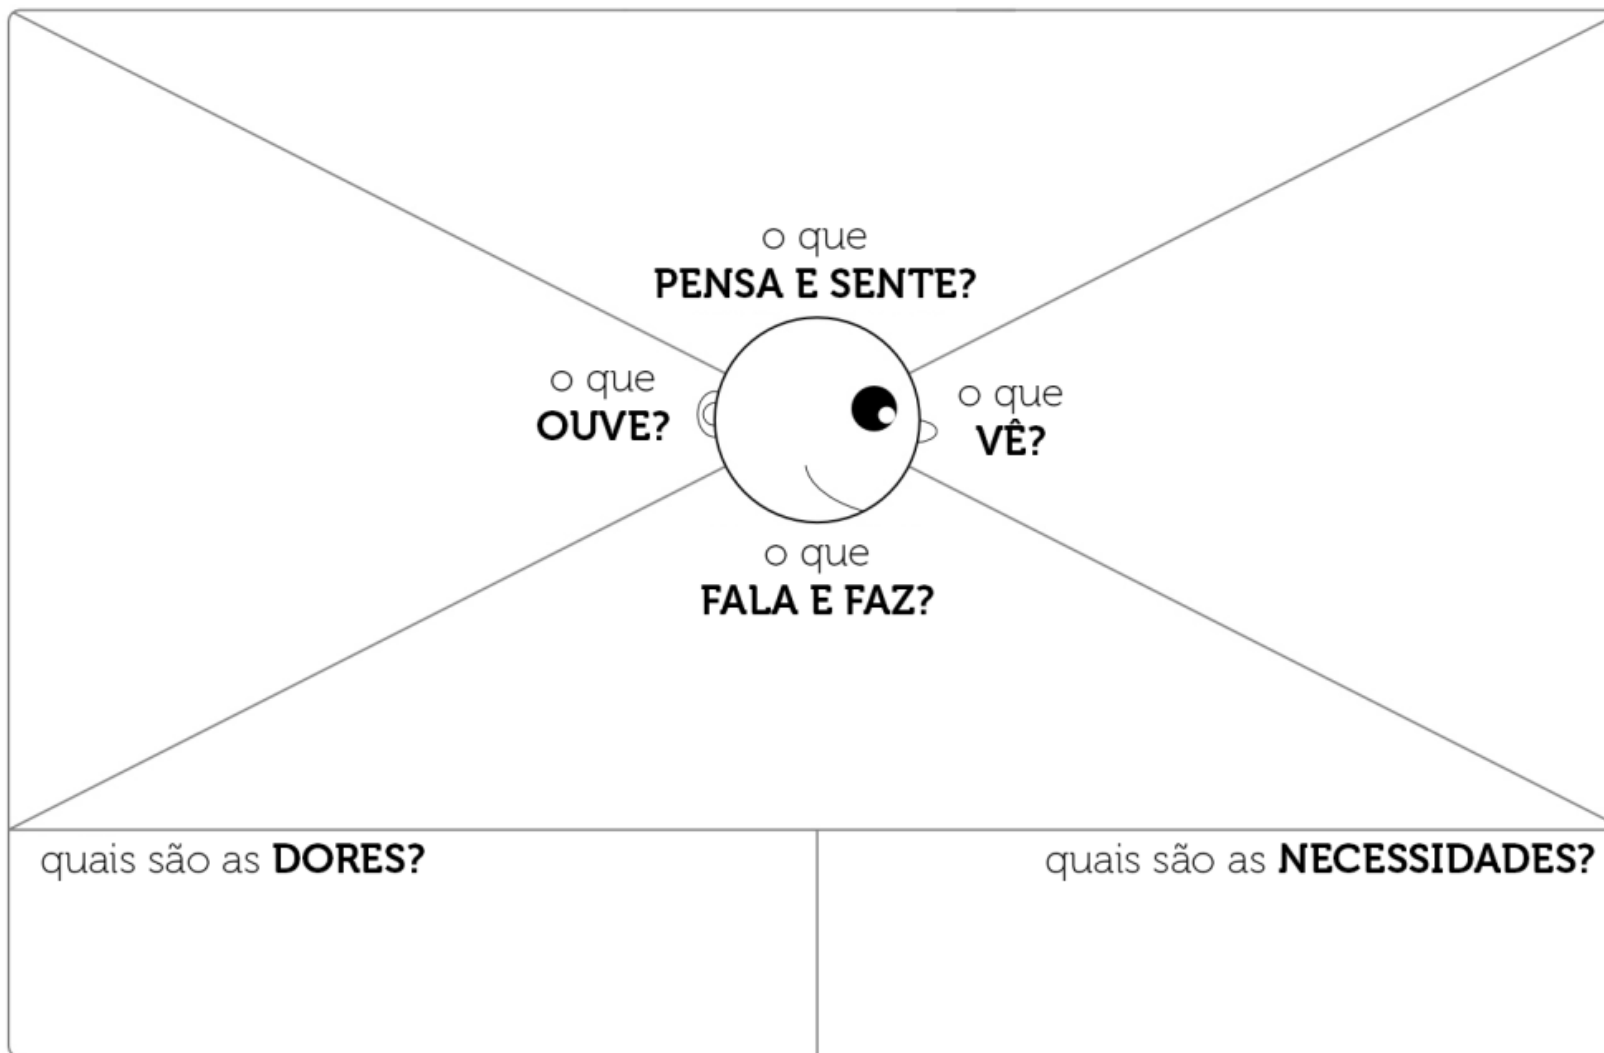 o que
PENSA E SENTE?
o que
OUVE?
o que
VÊ?
o que
FALA E FAZ?
quais são as DORES?
quais são as NECESSIDADES?